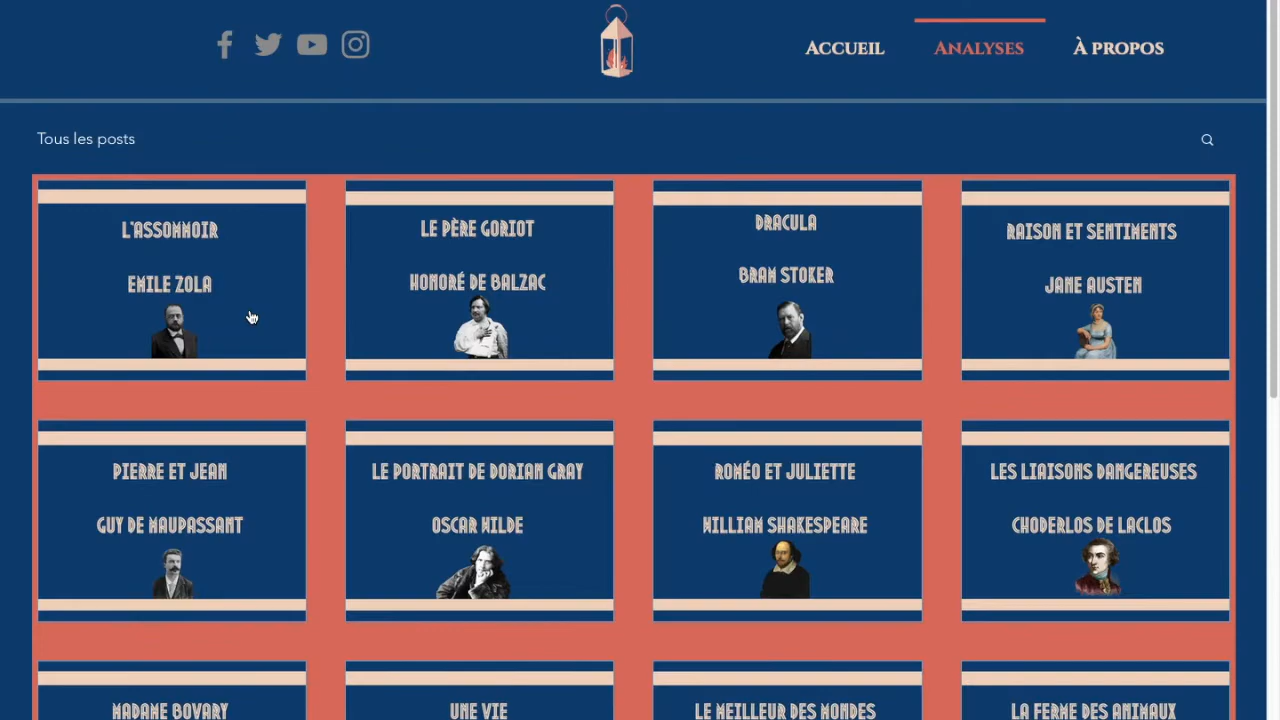 ACCUEIL
ANALYSES
À PROPOS
Tous les posts
L'ASSOMMOIR
EMILE ZOLA
LE PÈRE GORIOT
HONORÉ DE BALZAC
DRACULA
BRAM STOKER
RAISON ET SENTIMENTS
JANE AUSTEN
PIERRE ET JEAN
GUY DE MAUPASSANT
LE PORTRAIT DE DORIAN GRAY
OSCAR WILDE
ROMÉO ET JULIETTE
WILLIAM SHAKESPEARE
LES LIAISONS DANGEREUSES
CHODERLOS DE LACLOS
MADAME BOVARY
UNE VIE
LE MEILLEUR DES MONDES
LA FERME DES ANIMAUX